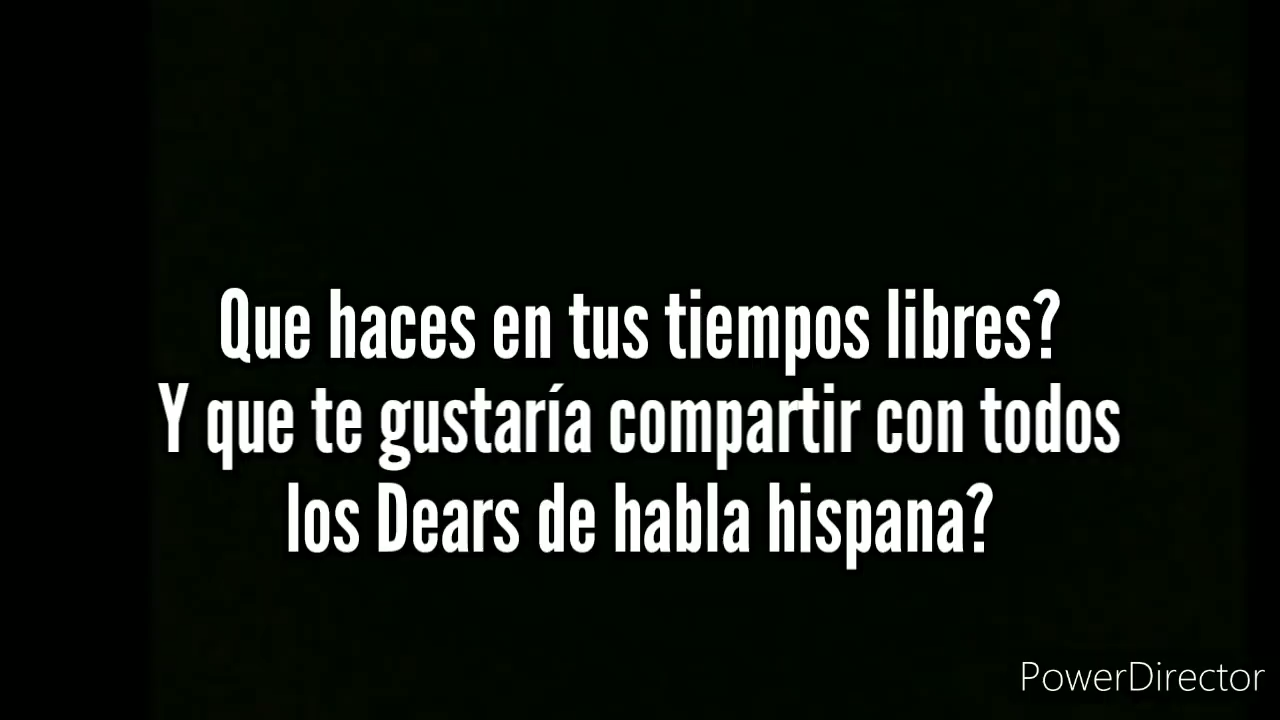 Que haces en tus tiempos libres?
Y que te gustaría compartir con todos
los Dears de habla hispana?
PowerDirector